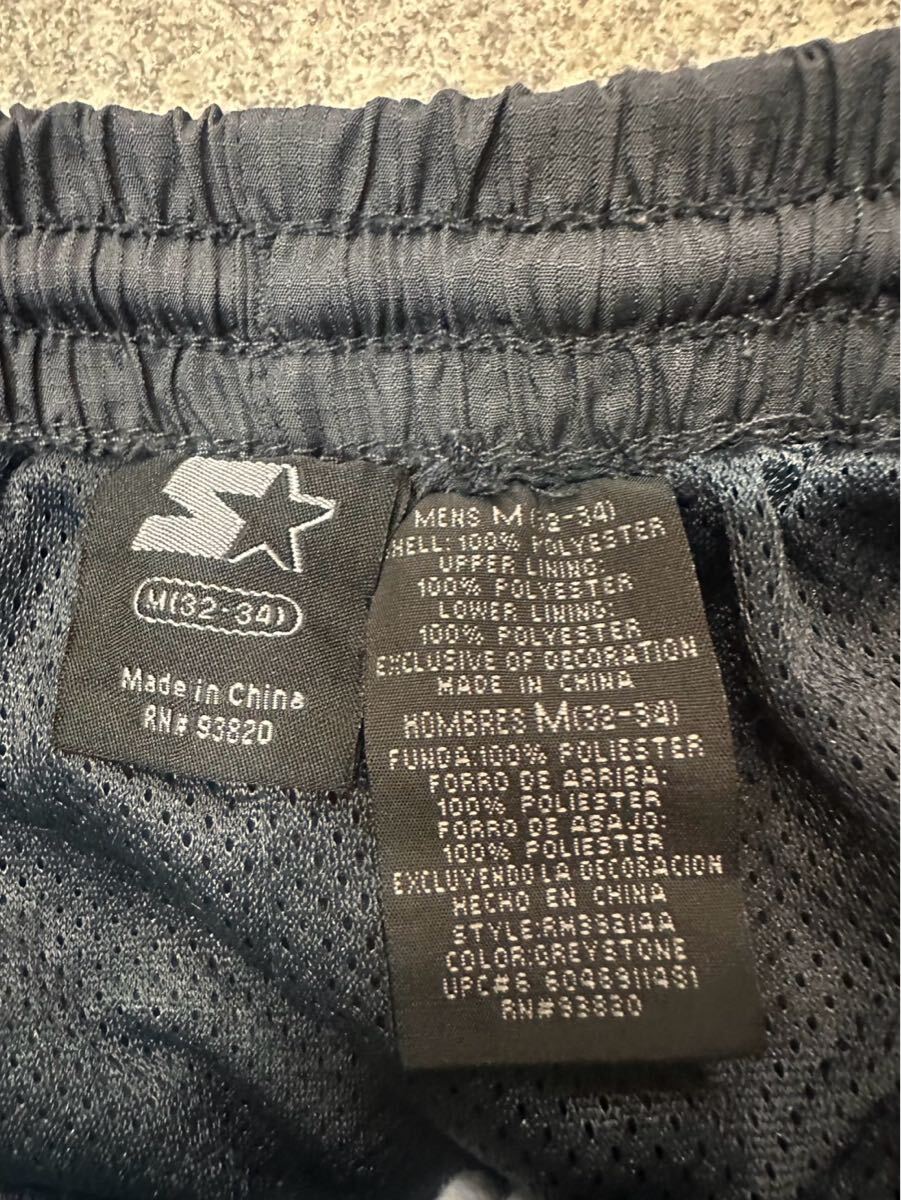 M(32-34)
Made in China
RN# 93820
MENS M(32-34)
HELL: 100% POLYESTER
UPPER LINING:
100% POLYESTER
LOWER LINING:
100% POLYESTER
EXCLUSIVE OF DECORATION
MADE IN CHINA
HOMBRES M(32-34)
FUNDA:100% POLIESTER
FORRO DE ARRIBA:
100% POLIESTER
FORRO DE ABAJO:
100% POLIESTER
EXCLUYENDO LA DECORACION
HECHO EN CHINA
COLOR:GREYSTONE
RN#93820